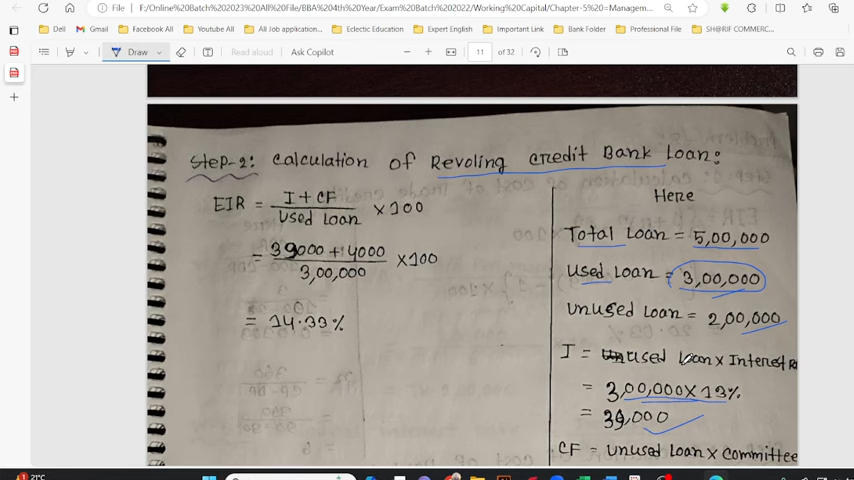 File
F:/Online%20Batch%202023%20All%20File/BBA%204th%20Year/Exam%20Batch%202022/Working%20Capital/Chapter-5%20=%20Managem...
Dell
Gmail
Facebook All
Youtube All
All Job application...
Eclectic Education
Expert English
Important Link
Bank Folder
Professional File
SH@RIF COMMERC...
Draw
Read aloud
Ask Copilot
11 of 32
Step-2: Calculation of Revoling credit Bank Loan:
EIR = I + CF / Used Loan × 100
= 39000 + 4000 / 3,00,000 × 100
= 14.33%
Here
Total Loan = 5,00,000
Used Loan = 3,00,000
Unused Loan = 2,00,000
I = used Loan × Interest
= 3,00,000 × 13%
= 39,000
CF = Unused Loan × Committee
21°C